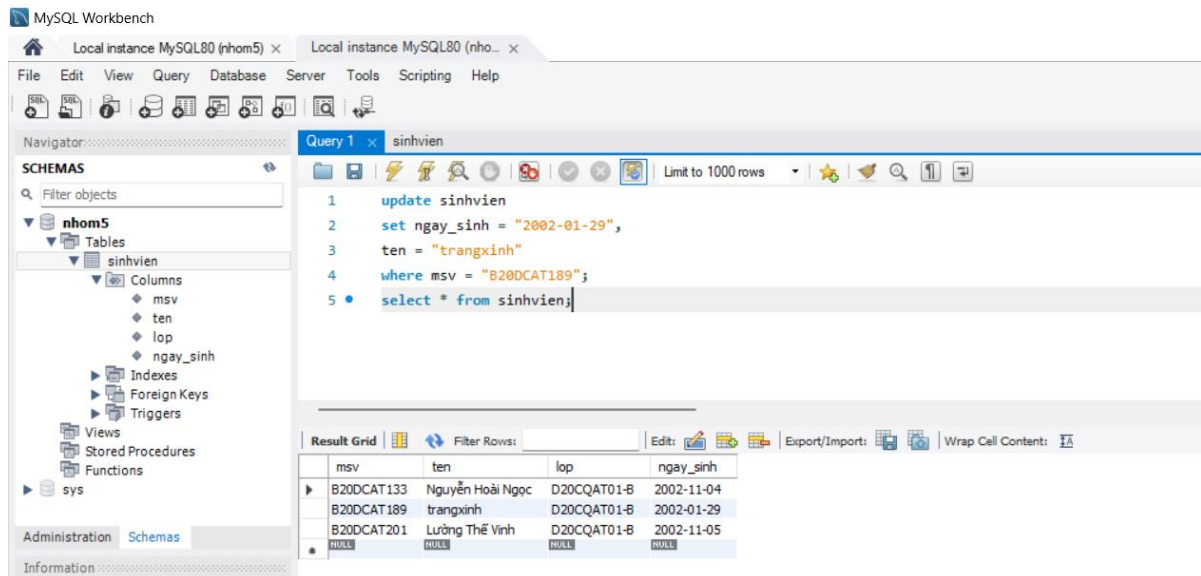 MySQL Workbench
Local instance MySQL80 (nhom5) ×
Local instance MySQL80 (nho... ×
File Edit View Query Database Server Tools Scripting Help
Navigator
SCHEMAS
Filter objects
nhom5
Tables
sinhvien
Columns
msv
ten
lop
ngay_sinh
Indexes
Foreign Keys
Triggers
Views
Stored Procedures
Functions
sys
Administration Schemas
Information
Query 1 × sinhvien
Limit to 1000 rows
1 update sinhvien
2 set ngay_sinh = "2002-01-29",
3 ten = "trangxinh"
4 where msv = "B20DCAT189";
5 select * from sinhvien;
Result Grid Filter Rows: Edit: Export/Import: Wrap Cell Content:
msv ten lop ngay_sinh
B20DCAT133 Nguyễn Hoài Ngọc D20CQAT01-B 2002-11-04
B20DCAT189 trangxinh D20CQAT01-B 2002-01-29
B20DCAT201 Lường Thế Vinh D20CQAT01-B 2002-11-05
NULL NULL NULL NULL